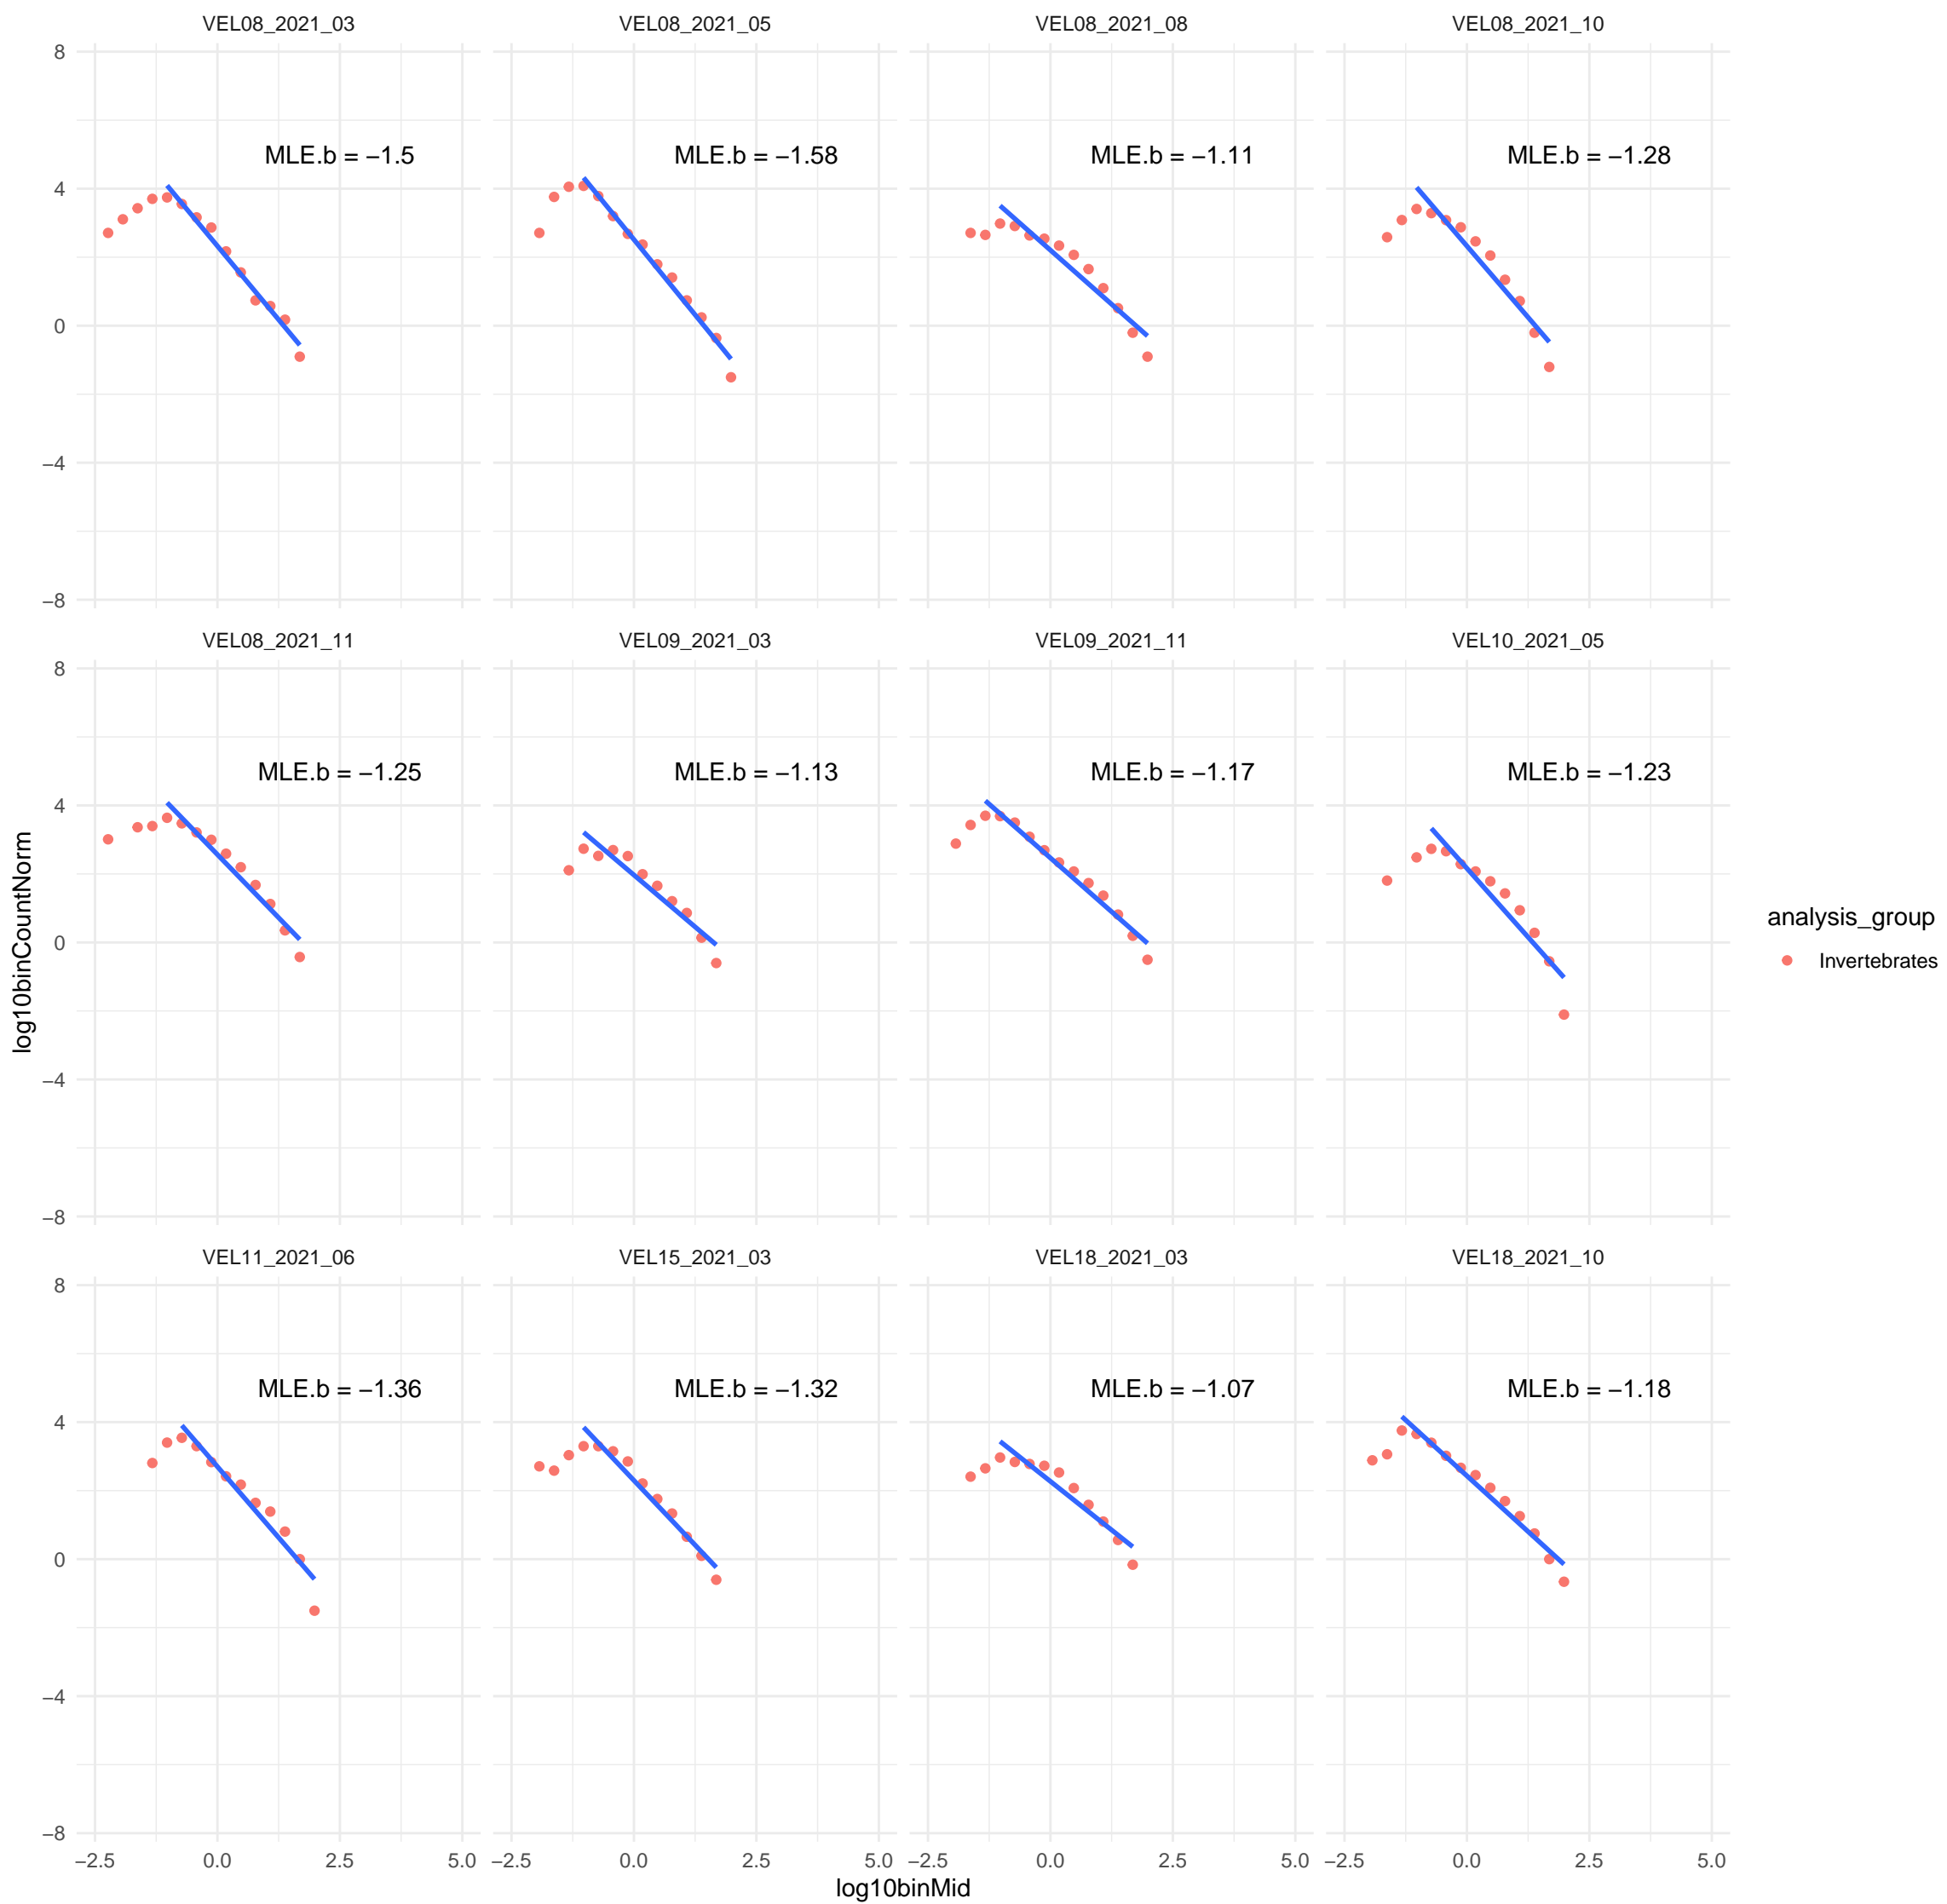 VEL08_2021_03 VEL08_2021_05 VEL08_2021_08 VEL08_2021_10
8
MLE.b = −1.5 MLE.b = −1.58 MLE.b = −1.11 MLE.b = −1.28
4
0
−4
−8
VEL08_2021_11 VEL09_2021_03 VEL09_2021_11 VEL10_2021_05
8
MLE.b = −1.25 MLE.b = −1.13 MLE.b = −1.17 MLE.b = −1.23
4
0
−4
−8
log10binCountNorm
analysis_group
Invertebrates
VEL11_2021_06 VEL15_2021_03 VEL18_2021_03 VEL18_2021_10
8
MLE.b = −1.36 MLE.b = −1.32 MLE.b = −1.07 MLE.b = −1.18
4
0
−4
−8
−2.5 0.0 2.5 5.0 −2.5 0.0 2.5 5.0 −2.5 0.0 2.5 5.0 −2.5 0.0 2.5 5.0
log10binMid